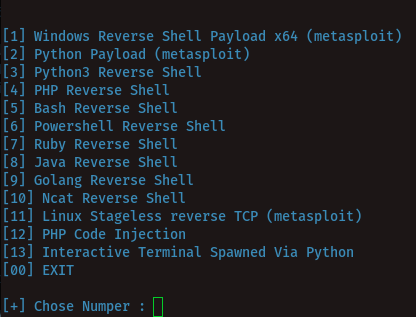 [1] Windows Reverse Shell Payload x64 (metasploit)
[2] Python Payload (metasploit)
[3] Python3 Reverse Shell
[4] PHP Reverse Shell
[5] Bash Reverse Shell
[6] Powershell Reverse Shell
[7] Ruby Reverse Shell
[8] Java Reverse Shell
[9] Golang Reverse Shell
[10] Ncat Reverse Shell
[11] Linux Stageless reverse TCP (metasploit)
[12] PHP Code Injection
[13] Interactive Terminal Spawned Via Python
[00] EXIT
[+] Chose Numper :